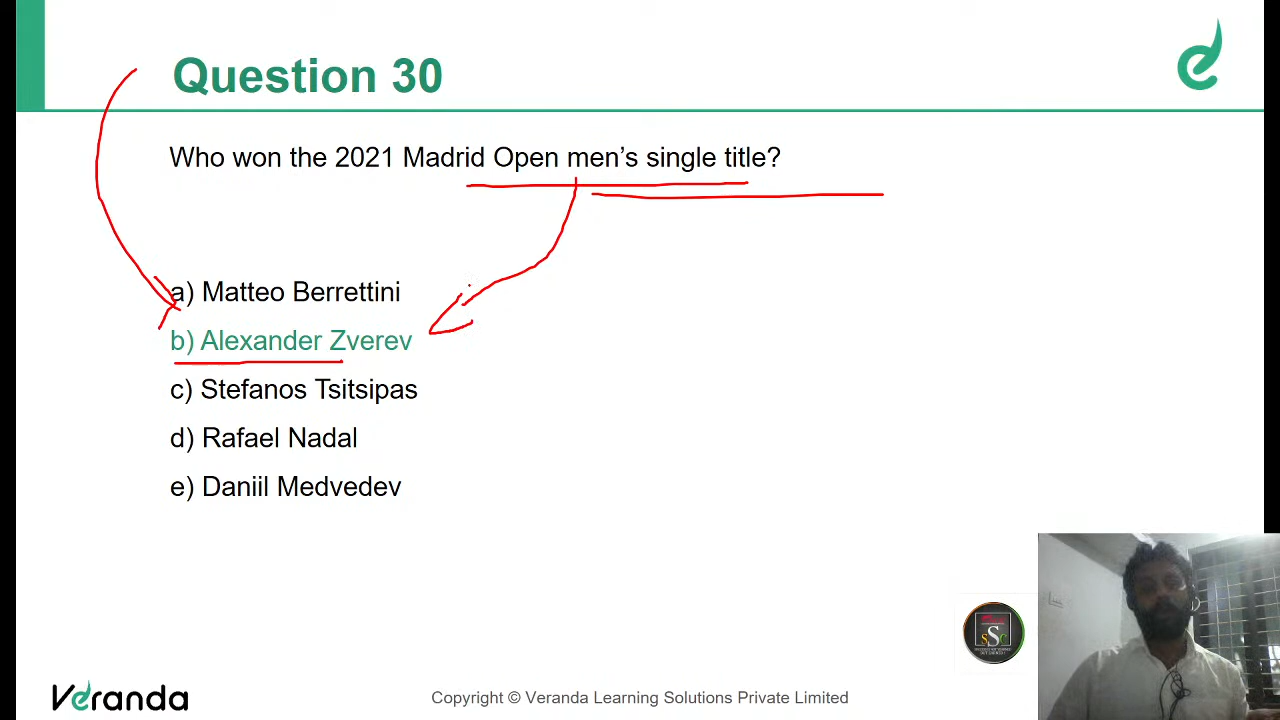 Question 30
Who won the 2021 Madrid Open men’s single title?
a) Matteo Berrettini
b) Alexander Zverev
c) Stefanos Tsitsipas
d) Rafael Nadal
e) Daniil Medvedev
SSC
Veranda
Copyright © Veranda Learning Solutions Private Limited